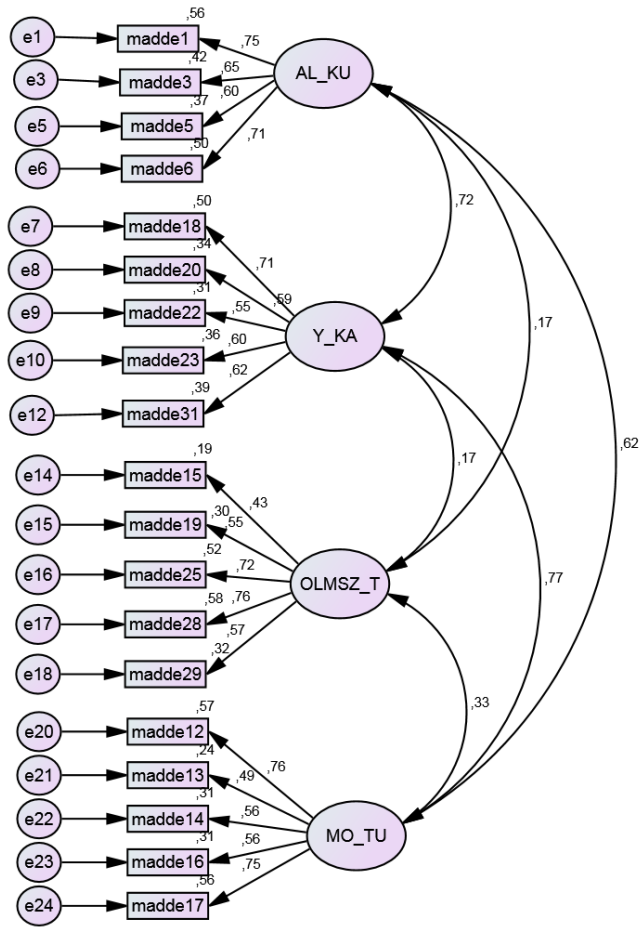 ,56
e1 madde1 ,75
,42
e3 madde3 ,65 AL_KU
,37 ,60
e5 madde5
,50 ,71
e6 madde6
,50 ,72
e7 madde18
,34 ,71
e8 madde20
,31 ,55 ,59
e9 madde22 ,17
,36 ,60 Y_KA
e10 madde23
,39 ,62
e12 madde31
,62
,19 ,17
e14 madde15
,30 ,43
e15 madde19 ,55
,52 ,72
e16 madde25 OLMSZ_T ,77
,58 ,76
e17 madde28
,32 ,57
e18 madde29
,57 ,33
e20 madde12
,24 ,76
e21 madde13 ,49
,31 ,56
e22 madde14 MO_TU
,31 ,56
e23 madde16
,56 ,75
e24 madde17